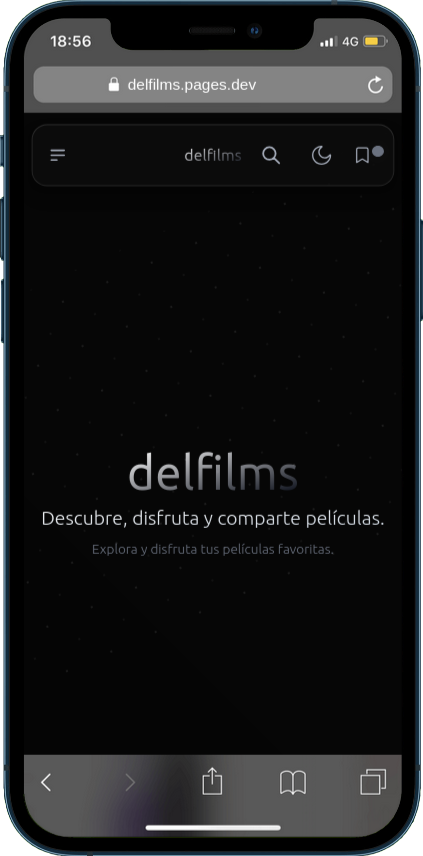 18:56
4G
delfilms.pages.dev
delfilms
delfilms
Descubre, disfruta y comparte películas.
Explora y disfruta tus películas favoritas.